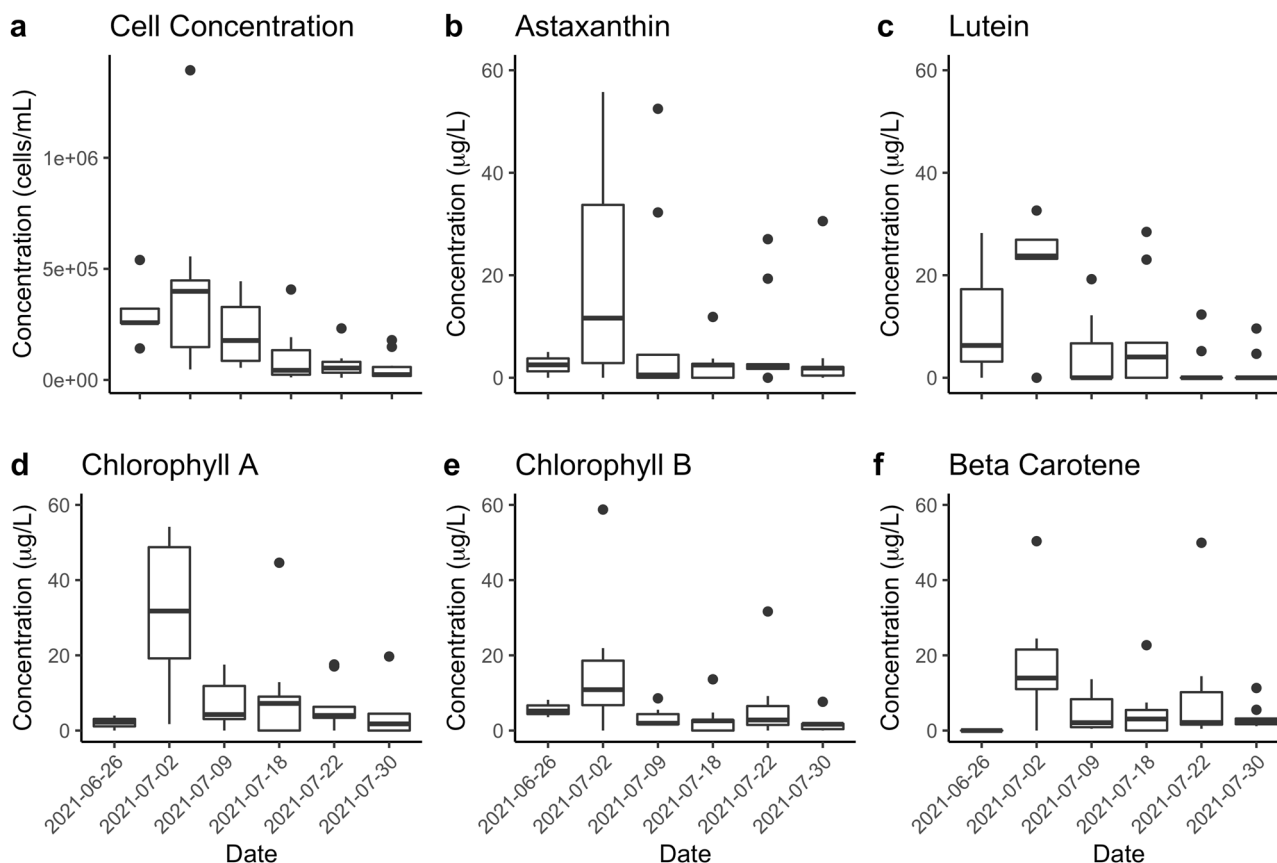 a Cell Concentration
Concentration (cells/mL)
1e+06
5e+05
0e+00
b Astaxanthin
Concentration (μg/L)
60
40
20
0
c Lutein
Concentration (μg/L)
60
40
20
0
d Chlorophyll A
Concentration (μg/L)
60
40
20
0
2021-06-26
2021-07-02
2021-07-09
2021-07-18
2021-07-22
2021-07-30
Date
e Chlorophyll B
Concentration (μg/L)
60
40
20
0
2021-06-26
2021-07-02
2021-07-09
2021-07-18
2021-07-22
2021-07-30
Date
f Beta Carotene
Concentration (μg/L)
60
40
20
0
2021-06-26
2021-07-02
2021-07-09
2021-07-18
2021-07-22
2021-07-30
Date